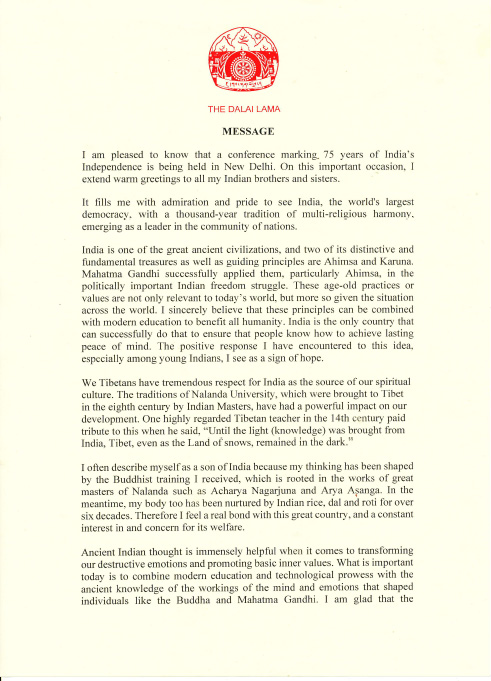 THE DALAI LAMA
MESSAGE
I am pleased to know that a conference marking 75 years of India's
Independence is being held in New Delhi. On this important occasion, I
extend warm greetings to all my Indian brothers and sisters.
It fills me with admiration and pride to see India, the world's largest
democracy, with a thousand-year tradition of multi-religious harmony,
emerging as a leader in the community of nations.
India is one of the great ancient civilizations, and two of its distinctive and
fundamental treasures as well as guiding principles are Ahimsa and Karuna.
Mahatma Gandhi successfully applied them, particularly Ahimsa, in the
politically important Indian freedom struggle. These age-old practices or
values are not only relevant to today's world, but more so given the situation
across the world. I sincerely believe that these principles can be combined
with modern education to benefit all humanity. India is the only country that
can successfully do that to ensure that people know how to achieve lasting
peace of mind. The positive response I have encountered to this idea,
especially among young Indians, I see as a sign of hope.
We Tibetans have tremendous respect for India as the source of our spiritual
culture. The traditions of Nalanda University, which were brought to Tibet
in the eighth century by Indian Masters, have had a powerful impact on our
development. One highly regarded Tibetan teacher in the 14th century paid
tribute to this when he said, “Until the light (knowledge) was brought from
India, Tibet, even as the Land of snows, remained in the dark.”
I often describe myself as a son of India because my thinking has been shaped
by the Buddhist training I received, which is rooted in the works of great
masters of Nalanda such as Acharya Nagarjuna and Arya Aşanga. In the
meantime, my body too has been nurtured by Indian rice, dal and roti for over
six decades. Therefore I feel a real bond with this great country, and a constant
interest in and concern for its welfare.
Ancient Indian thought is immensely helpful when it comes to transforming
our destructive emotions and promoting basic inner values. What is important
today is to combine modern education and technological prowess with the
ancient knowledge of the workings of the mind and emotions that shaped
individuals like the Buddha and Mahatma Gandhi. I am glad that the